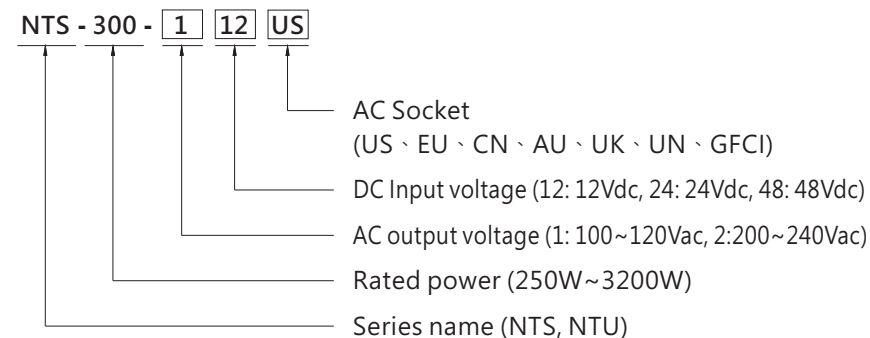 NTS - 300 - 1 12 US
AC Socket
(US、EU、CN、AU、UK、UN、GFCI)
DC Input voltage (12: 12Vdc, 24: 24Vdc, 48: 48Vdc)
AC output voltage (1: 100~120Vac, 2:200~240Vac)
Rated power (250W~3200W)
Series name (NTS, NTU)